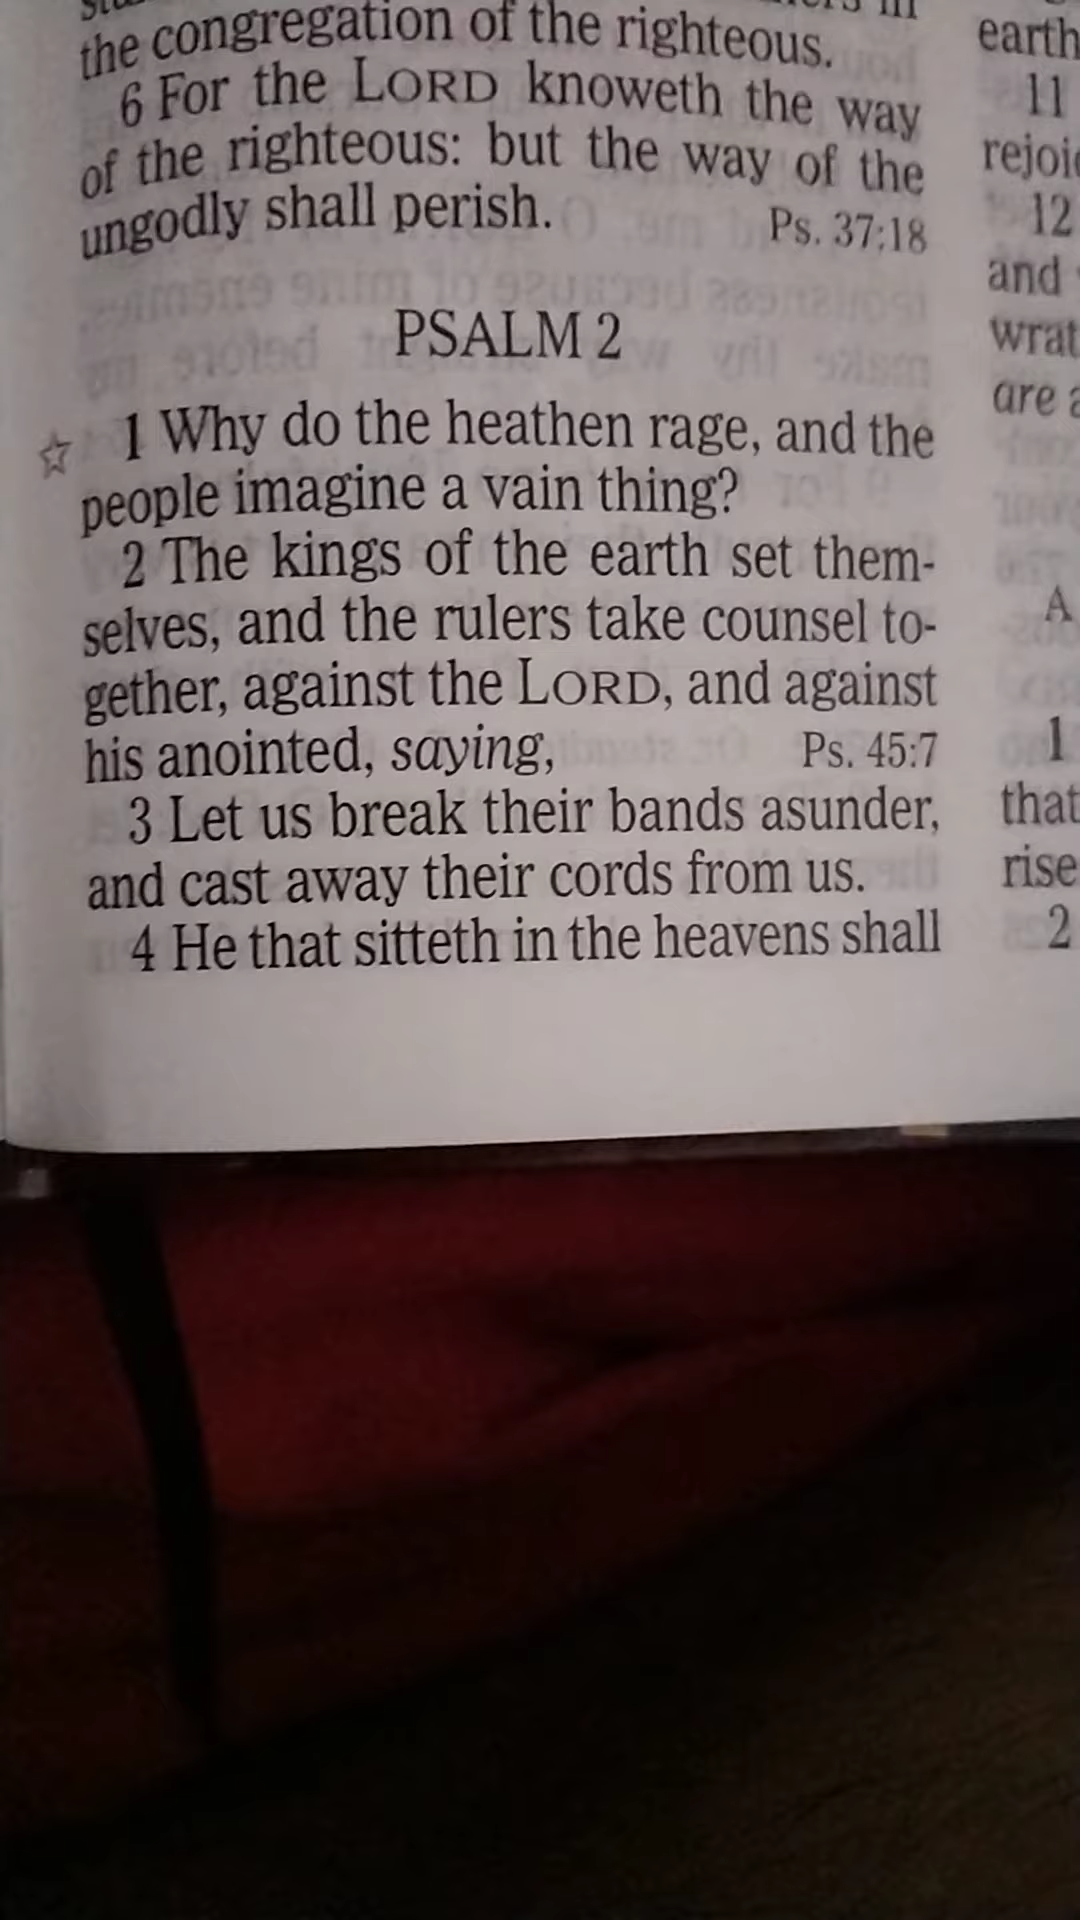 the congregation of the righteous.
6 For the LORD knoweth the way
of the righteous: but the way of the
ungodly shall perish. Ps. 37:18
PSALM 2
☆ 1 Why do the heathen rage, and the
people imagine a vain thing?
2 The kings of the earth set them-
selves, and the rulers take counsel to-
gether, against the LORD, and against
his anointed, saying, Ps. 45:7
3 Let us break their bands asunder,
and cast away their cords from us.
4 He that sitteth in the heavens shall
earth
11
12
and
are
A
1
that
rise
2